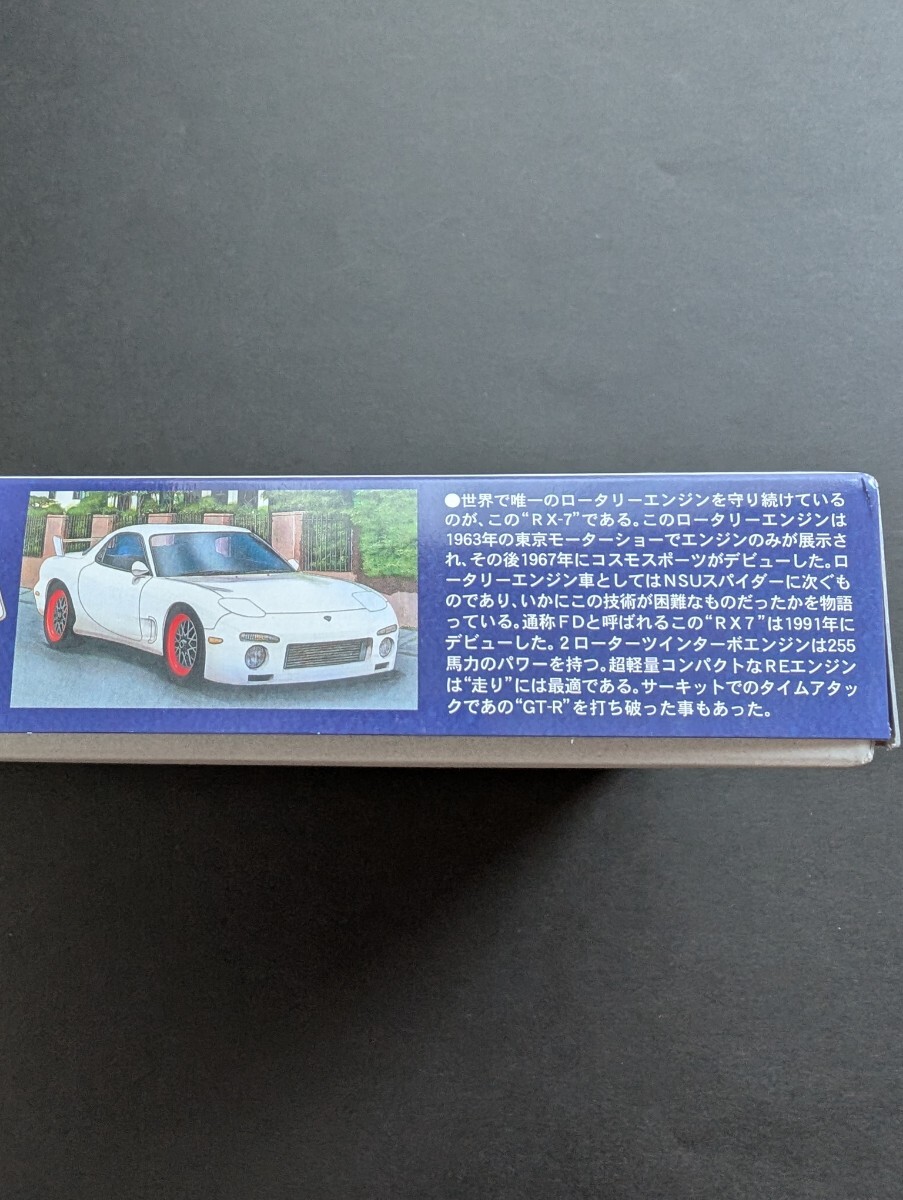 ●世界で唯一のロータリーエンジンを守り続けている
のが、この“RX-7”である。このロータリーエンジンは
1963年の東京モーターショーでエンジンのみが展示さ
れ、その後1967年にコスモスポーツがデビューした。ロ
ータリーエンジン車としてはNSUスパイダーに次ぐも
のであり、いかにこの技術が困難なものだったかを物語
っている。通称FDと呼ばれるこの“RX7”は1991年に
デビューした。2ローターツインターボエンジンは255
馬力のパワーを持つ。超軽量コンパクトなREエンジン
は“走り”には最適である。サーキットでのタイムアタッ
クであの“GT-R”を打ち破った事もあった。